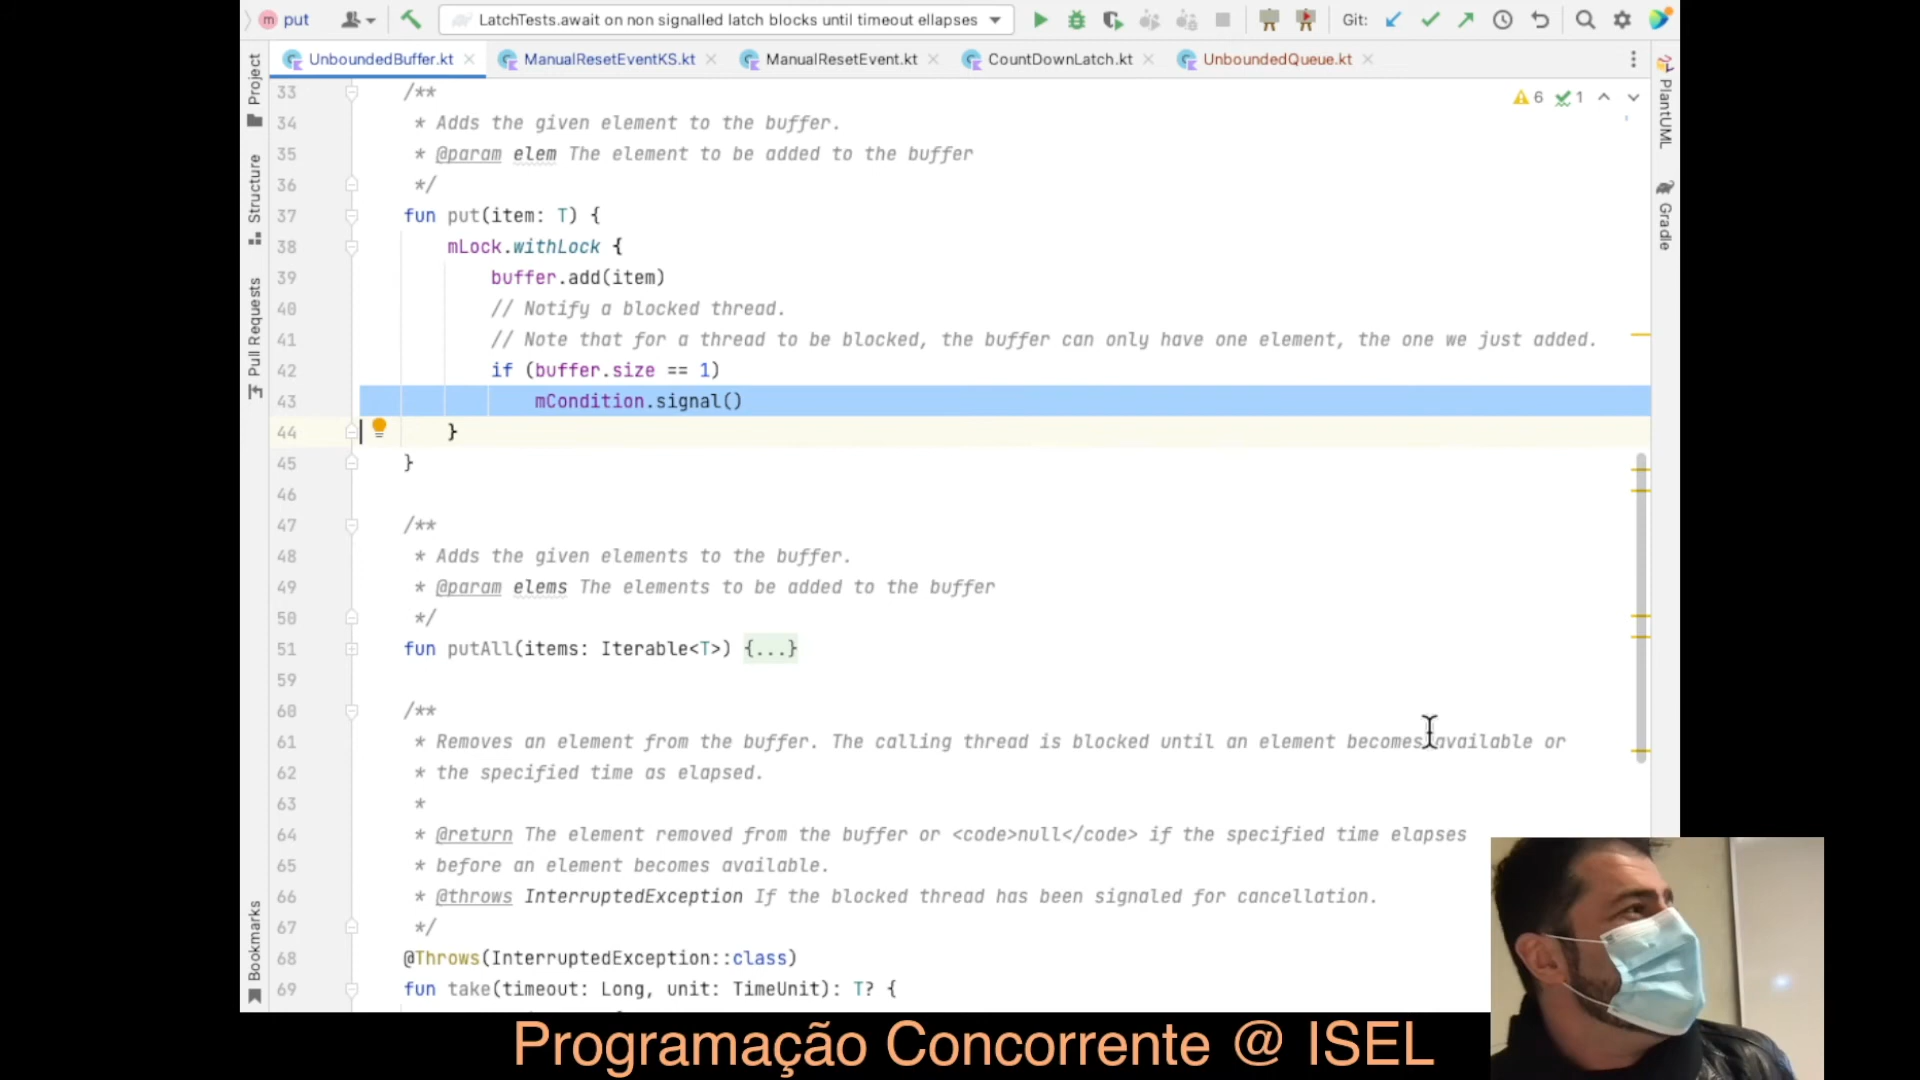 put
LatchTests.await on non signalled latch blocks until timeout ellapses
Git:
UnboundedBuffer.kt
ManualResetEventKS.kt
ManualResetEvent.kt
CountDownLatch.kt
UnboundedQueue.kt
Project
Structure
Pull Requests
Bookmarks
PlantUML
Gradle
6
1
33 /**
34 * Adds the given element to the buffer.
35 * @param elem The element to be added to the buffer
36 */
37 fun put(item: T) {
38 mLock.withLock {
39 buffer.add(item)
40 // Notify a blocked thread.
41 // Note that for a thread to be blocked, the buffer can only have one element, the one we just added.
42 if (buffer.size == 1)
43 mCondition.signal()
44 }
45 }
46
47 /**
48 * Adds the given elements to the buffer.
49 * @param elems The elements to be added to the buffer
50 */
51 fun putAll(items: Iterable<T>) {...}
59
60 /**
61 * Removes an element from the buffer. The calling thread is blocked until an element becomes available or
62 * the specified time as elapsed.
63 *
64 * @return The element removed from the buffer or <code>null</code> if the specified time elapses
65 * before an element becomes available.
66 * @throws InterruptedException If the blocked thread has been signaled for cancellation.
67 */
68 @Throws(InterruptedException::class)
69 fun take(timeout: Long, unit: TimeUnit): T? {
Programação Concorrente @ ISEL